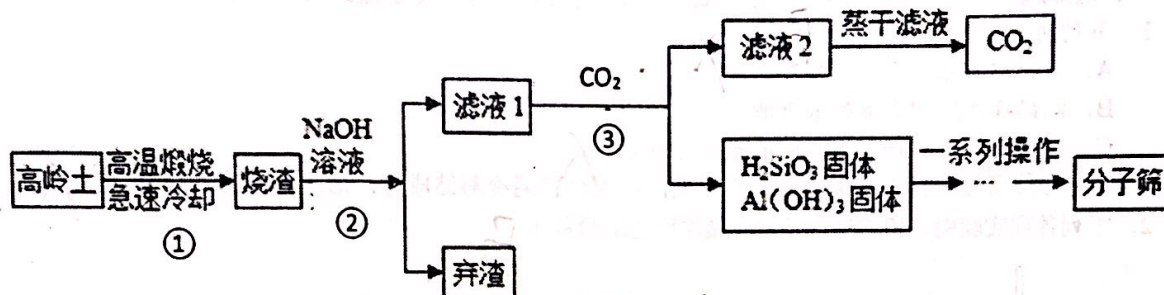 高岭土
高温煅烧
急速冷却
①
烧渣
NaOH
溶液
②
滤液1
弃渣
CO₂
③
滤液2
蒸干滤液
CO₂
H₂SiO₃固体
Al(OH)₃固体
一系列操作
…
分子筛